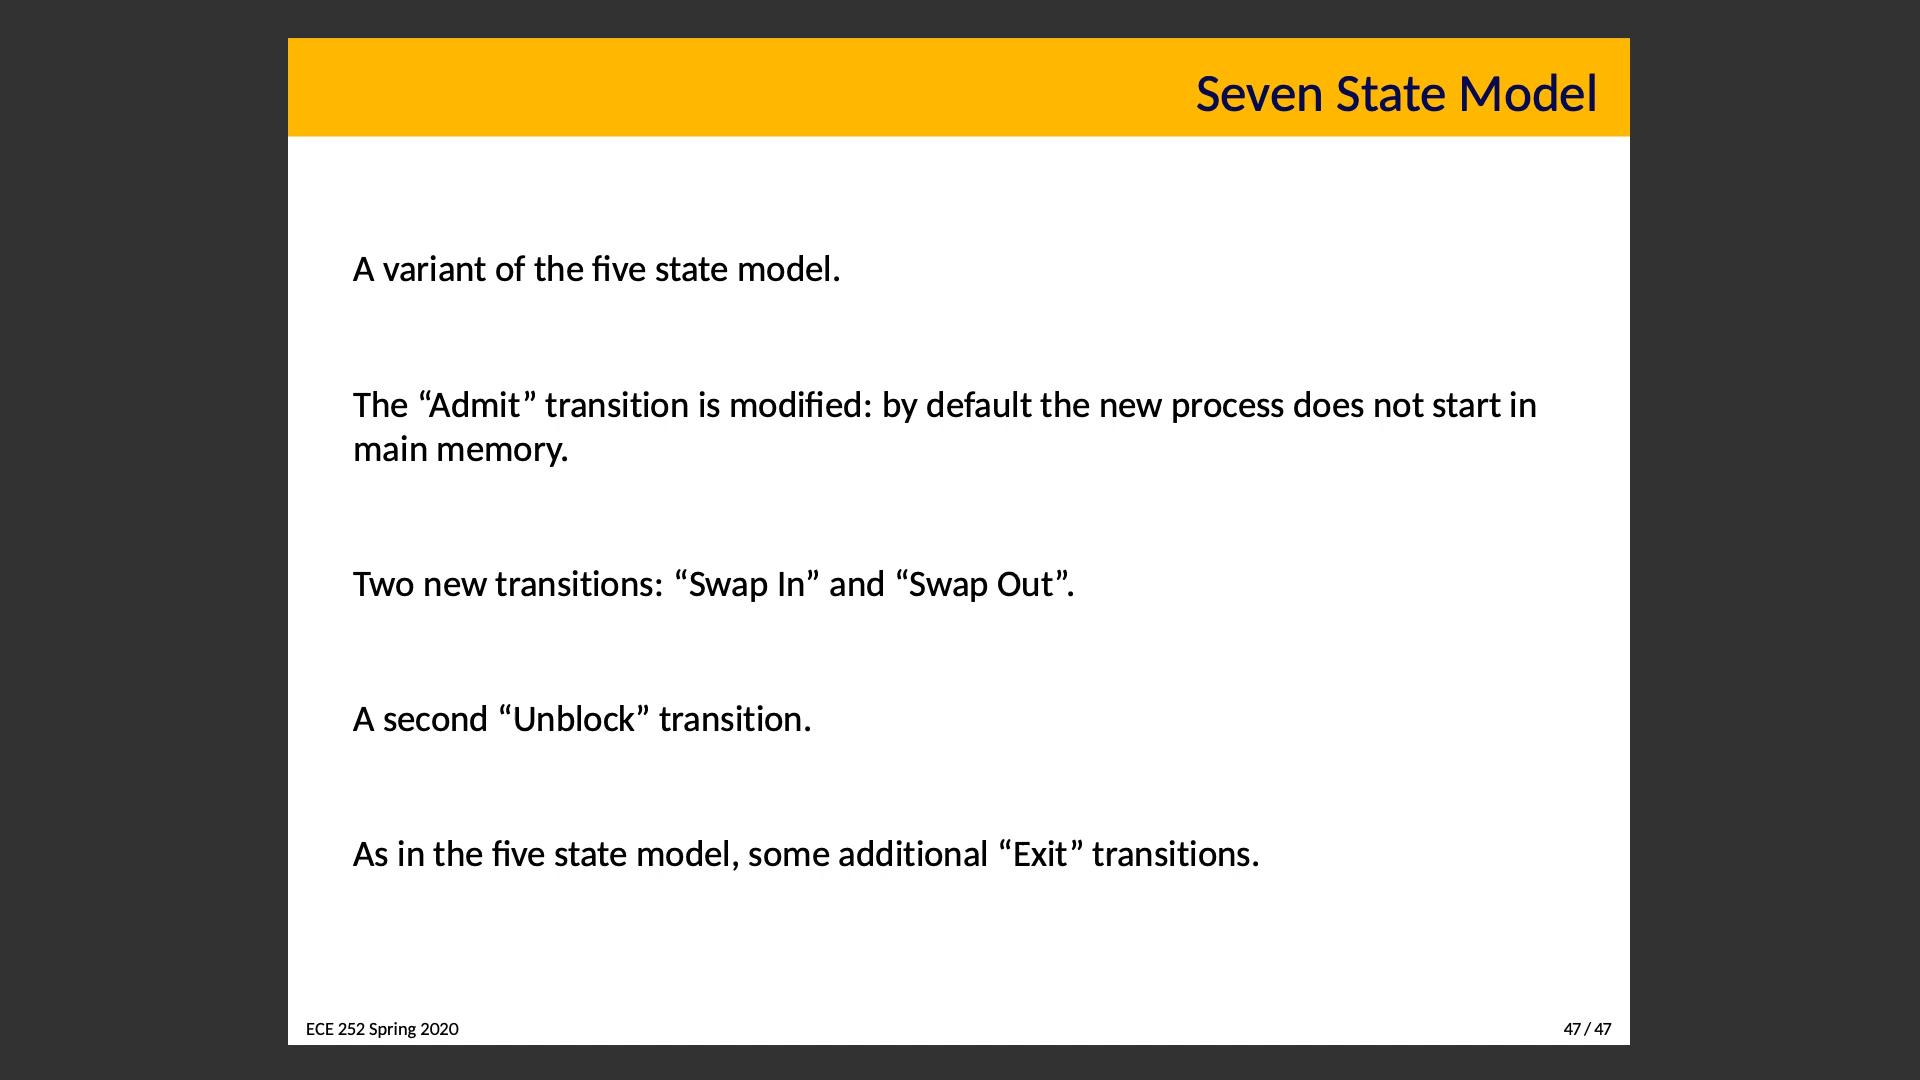 Seven State Model
A variant of the five state model.
The “Admit” transition is modified: by default the new process does not start in
main memory.
Two new transitions: “Swap In” and “Swap Out”.
A second “Unblock” transition.
As in the five state model, some additional “Exit” transitions.
ECE 252 Spring 2020
47 / 47